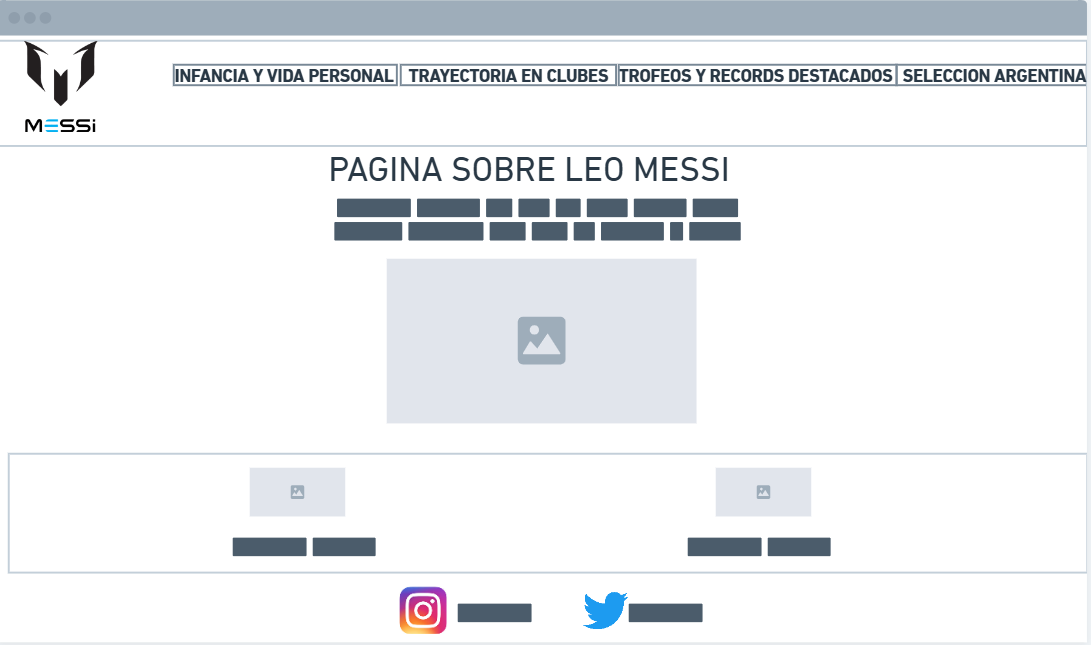 INFANCIA Y VIDA PERSONAL
TRAYECTORIA EN CLUBES
TROFEOS Y RECORDS DESTACADOS
SELECCION ARGENTINA
MESSi
PAGINA SOBRE LEO MESSI